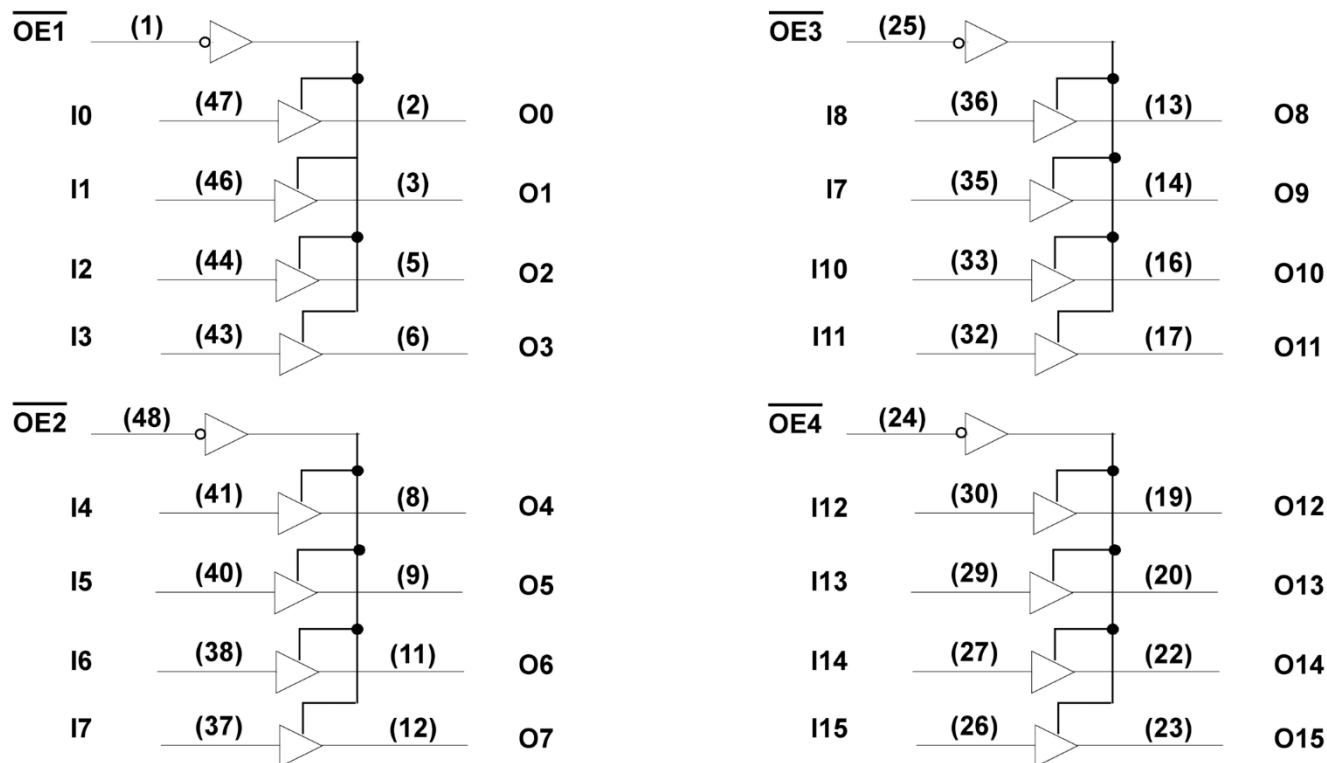 OE1 (1)
I0 (47) (2) O0
I1 (46) (3) O1
I2 (44) (5) O2
I3 (43) (6) O3
OE2 (48)
I4 (41) (8) O4
I5 (40) (9) O5
I6 (38) (11) O6
I7 (37) (12) O7
OE3 (25)
I8 (36) (13) O8
I7 (35) (14) O9
I10 (33) (16) O10
I11 (32) (17) O11
OE4 (24)
I12 (30) (19) O12
I13 (29) (20) O13
I14 (27) (22) O14
I15 (26) (23) O15